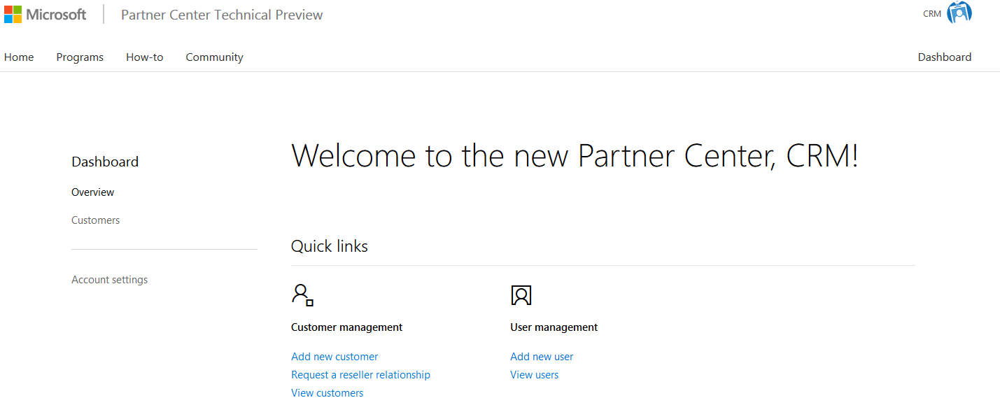 Microsoft Partner Center Technical Preview CRM
Home Programs How-to Community Dashboard
Welcome to the new Partner Center, CRM!
Dashboard
Overview
Customers
Account settings
Quick links
Customer management
Add new customer
Request a reseller relationship
View customers
User management
Add new user
View users